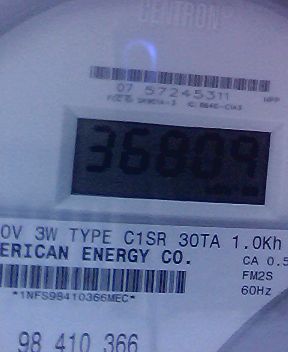 CENTRON
07 57245311
36809
0V 3W TYPE C1SR 30TA 1.0Kh
ERICAN ENERGY CO.
CA 0.5
FM2S
*1NFS98410366MEC*
60Hz
98 410 366